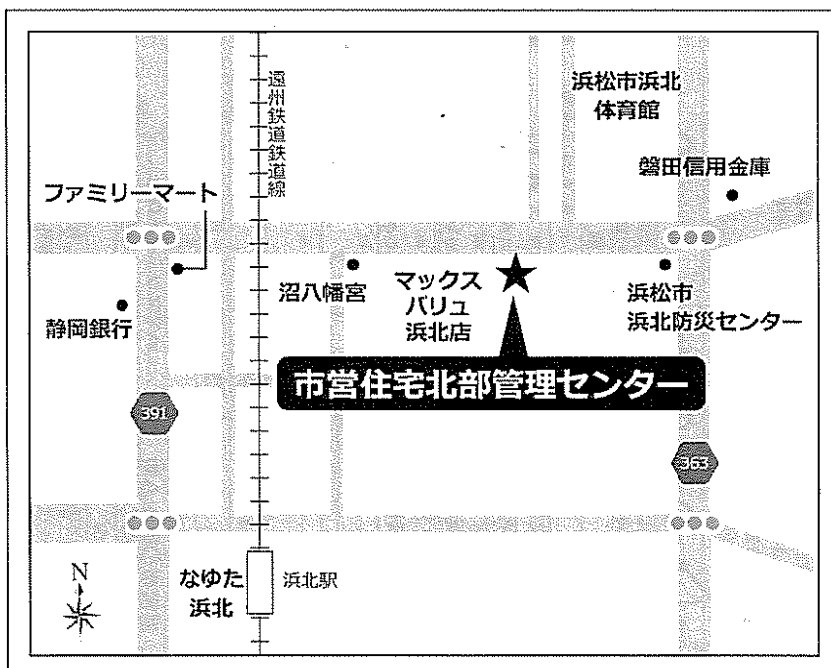 遠州鉄道鉄道線
浜松市浜北
体育館
磐田信用金庫
ファミリーマート
沼八幡宮
マックス
バリュ
浜北店
浜松市
浜北防災センター
静岡銀行
市営住宅北部管理センター
391
363
N
なゆた
浜北
浜北駅